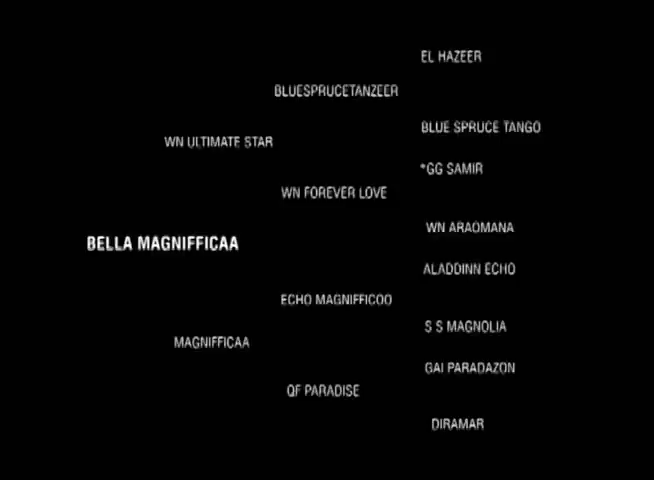 EL HAZEER
BLUESPRUCETANZEER
BLUE SPRUCE TANGO
WN ULTIMATE STAR
*GG SAMIR
WN FOREVER LOVE
WN ARAOMANA
BELLA MAGNIFFICAA
ALADDINN ECHO
ECHO MAGNIFFICOO
S S MAGNOLIA
MAGNIFFICAA
GAI PARADAZON
QF PARADISE
DIRAMAR